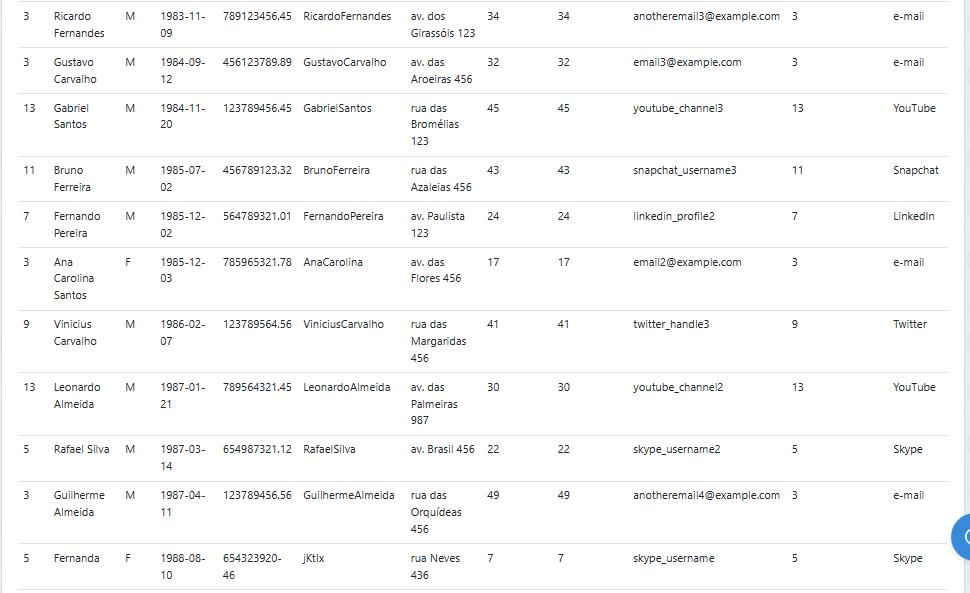 3 Ricardo Fernandes M 1983-11-09 789123456.45 RicardoFernandes av. dos Girassóis 123 34 34 anotheremail3@example.com 3 e-mail
3 Gustavo Carvalho M 1984-09-12 456123789.89 GustavoCarvalho av. das Aroeiras 456 32 32 email3@example.com 3 e-mail
13 Gabriel Santos M 1984-11-20 123789456.45 GabrielSantos rua das Bromélias 123 45 45 youtube_channel3 13 YouTube
11 Bruno Ferreira M 1985-07-02 456789123.32 BrunoFerreira rua das Azaleias 456 43 43 snapchat_username3 11 Snapchat
7 Fernando Pereira M 1985-12-02 564789321.01 FernandoPereira av. Paulista 123 24 24 linkedin_profile2 7 LinkedIn
3 Ana Carolina Santos F 1985-12-03 785965321.78 AnaCarolina av. das Flores 456 17 17 email2@example.com 3 e-mail
9 Vinicius Carvalho M 1986-02-07 123789564.56 ViniciusCarvalho rua das Margaridas 456 41 41 twitter_handle3 9 Twitter
13 Leonardo Almeida M 1987-01-21 789564321.45 LeonardoAlmeida av. das Palmeiras 987 30 30 youtube_channel2 13 YouTube
5 Rafael Silva M 1987-03-14 654987321.12 RafaelSilva av. Brasil 456 22 22 skype_username2 5 Skype
3 Guilherme Almeida M 1987-04-11 123789456.56 GuilhermeAlmeida rua das Orquídeas 456 49 49 anotheremail4@example.com 3 e-mail
5 Fernanda F 1988-08-10 654323920-46 jKtlx rua Neves 436 7 7 skype_username 5 Skype